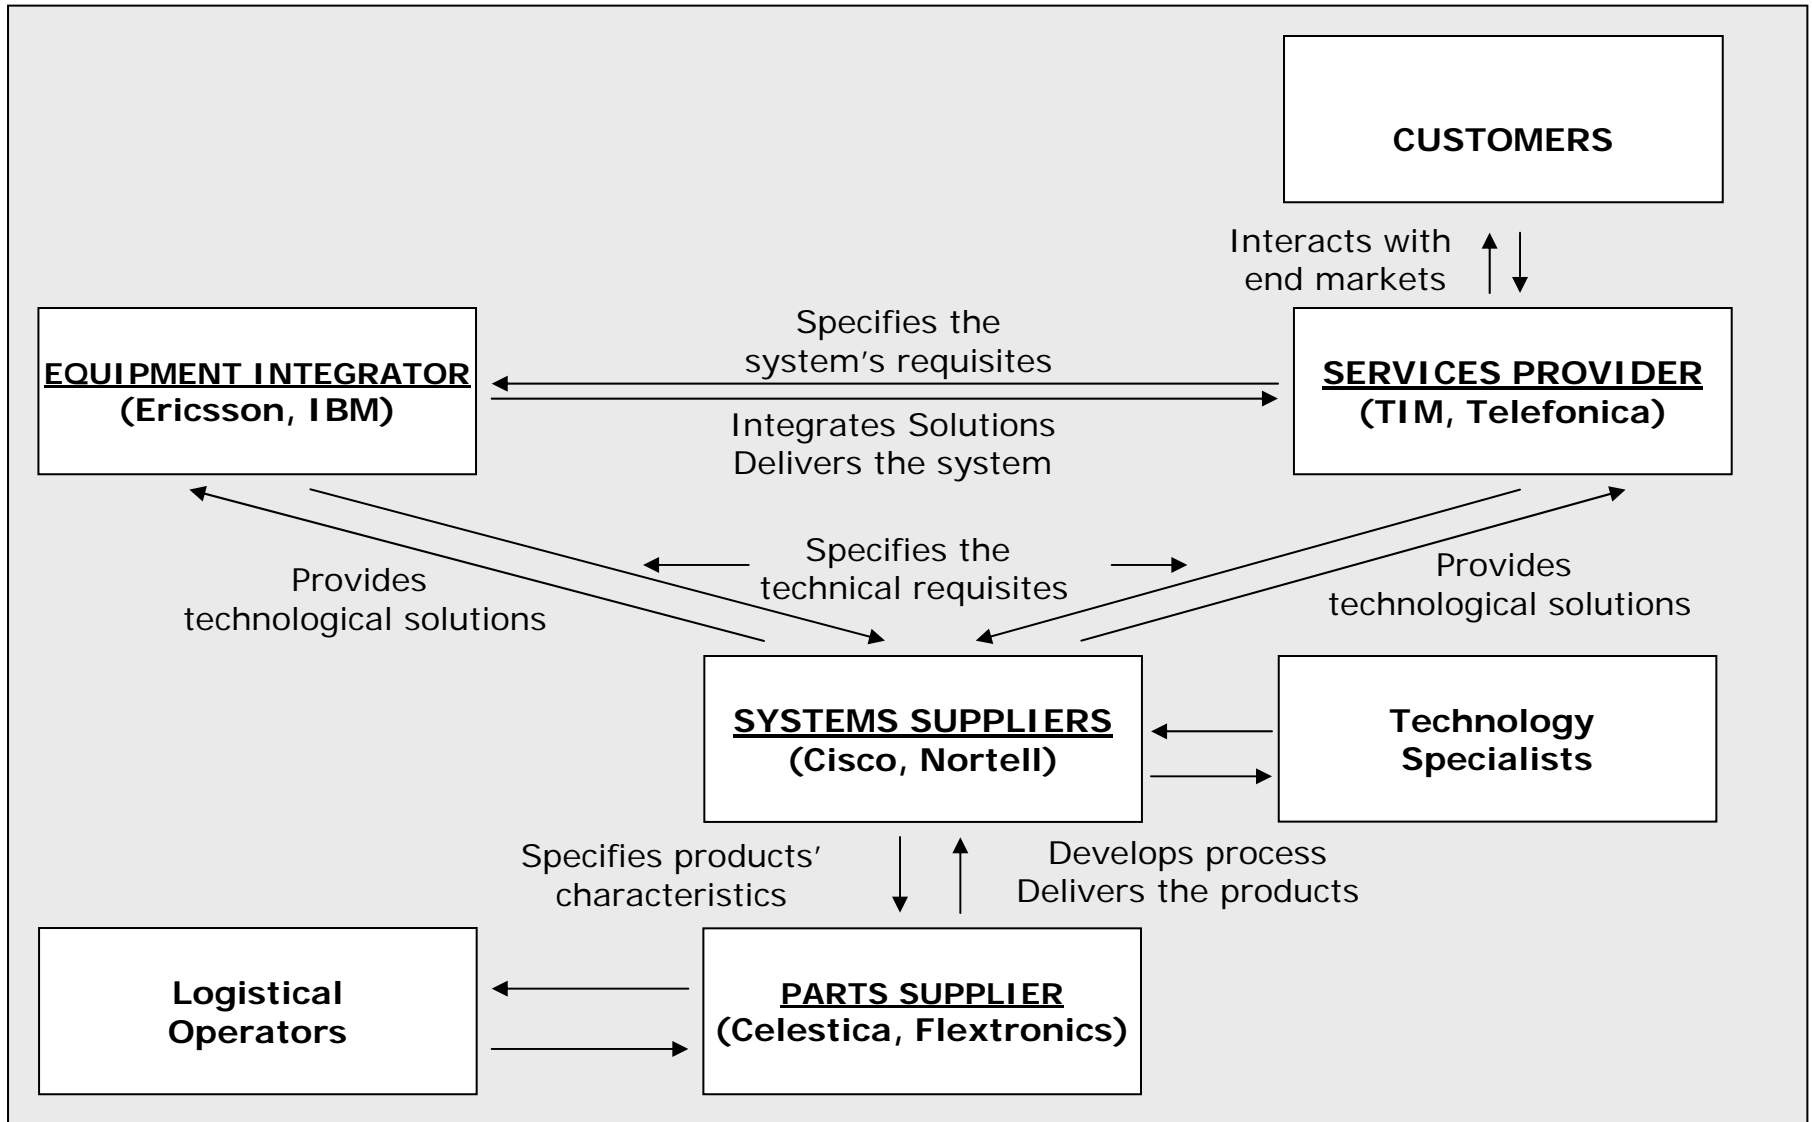 CUSTOMERS
Interacts with
end markets
EQUIPMENT INTEGRATOR
(Ericsson, IBM)
Specifies the
system's requisites
Integrates Solutions
Delivers the system
SERVICES PROVIDER
(TIM, Telefonica)
Provides
technological solutions
Specifies the
technical requisites
Provides
technological solutions
SYSTEMS SUPPLIERS
(Cisco, Nortell)
Technology
Specialists
Specifies products’
characteristics
Develops process
Delivers the products
Logistical
Operators
PARTS SUPPLIER
(Celestica, Flextronics)